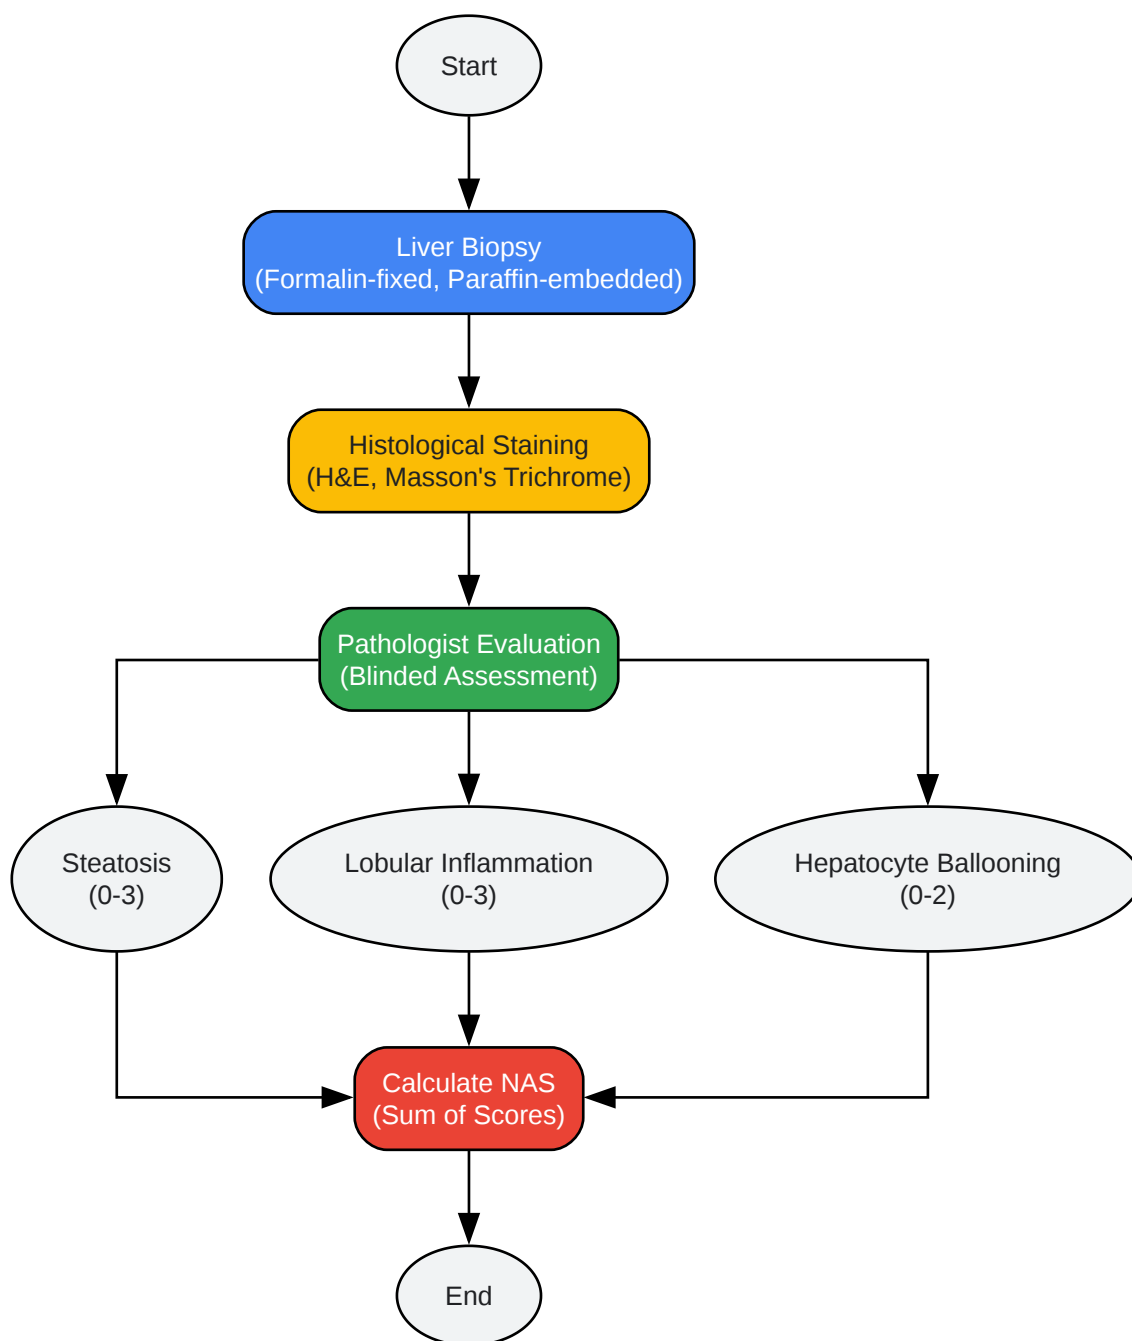 Start
Liver Biopsy
(Formalin-fixed, Paraffin-embedded)
Histological Staining
(H&E, Masson's Trichrome)
Pathologist Evaluation
(Blinded Assessment)
Steatosis
(0-3)
Lobular Inflammation
(0-3)
Hepatocyte Ballooning
(0-2)
Calculate NAS
(Sum of Scores)
End